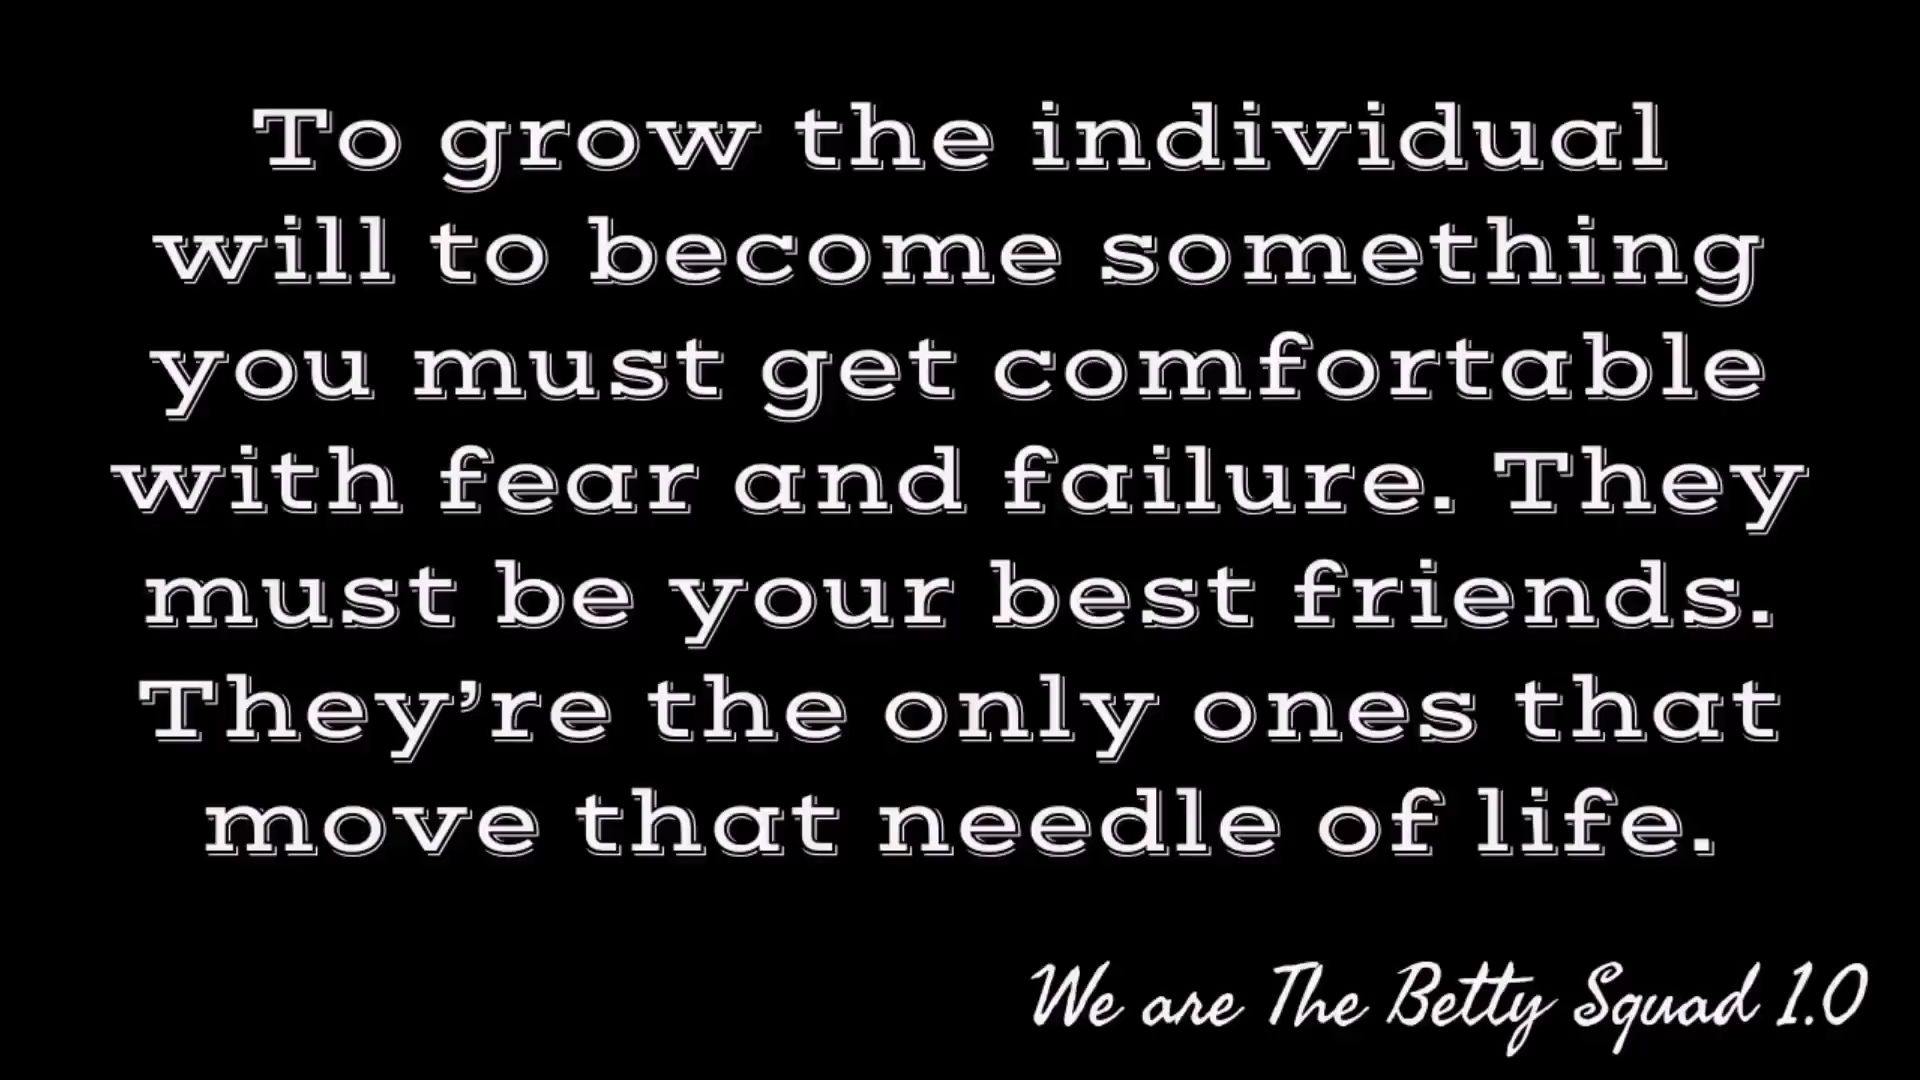 To grow the individual
will to become something
you must get comfortable
with fear and failure. They
must be your best friends.
They’re the only ones that
move that needle of life.
We are The Betty Squad 1.0